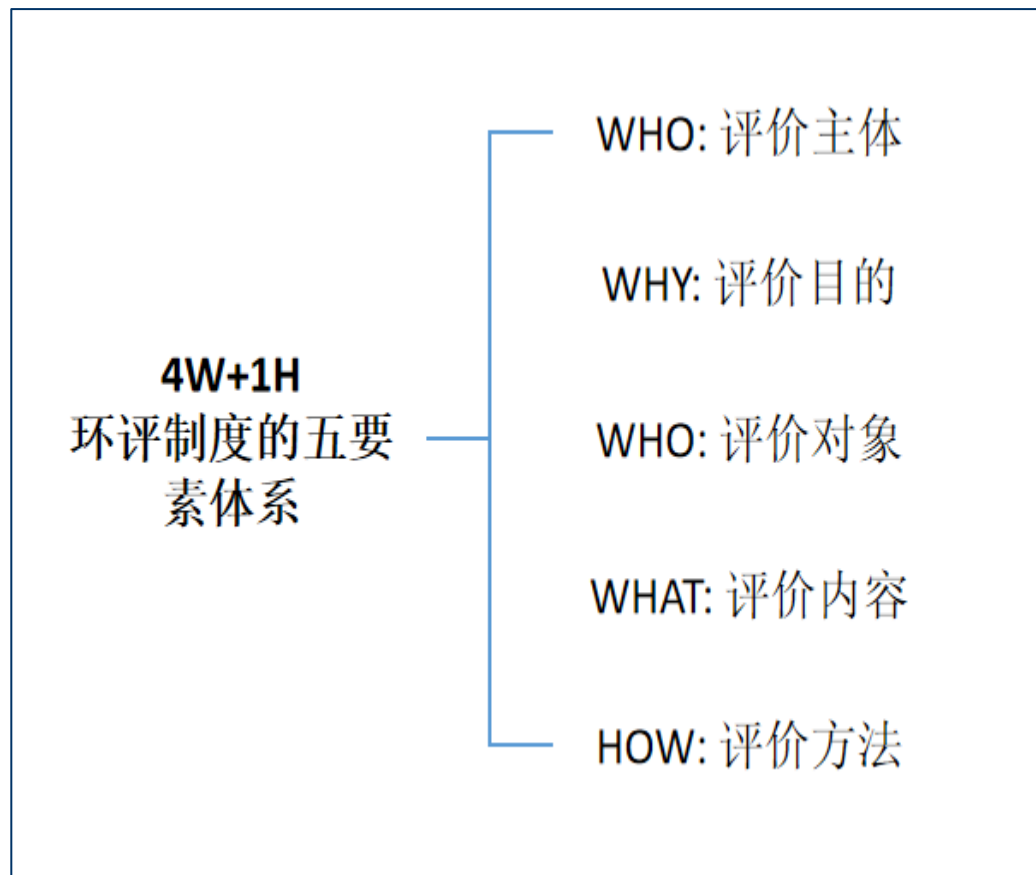 4W+1H
环评制度的五要
素体系
WHO: 评价主体
WHY: 评价目的
WHO: 评价对象
WHAT: 评价内容
HOW: 评价方法